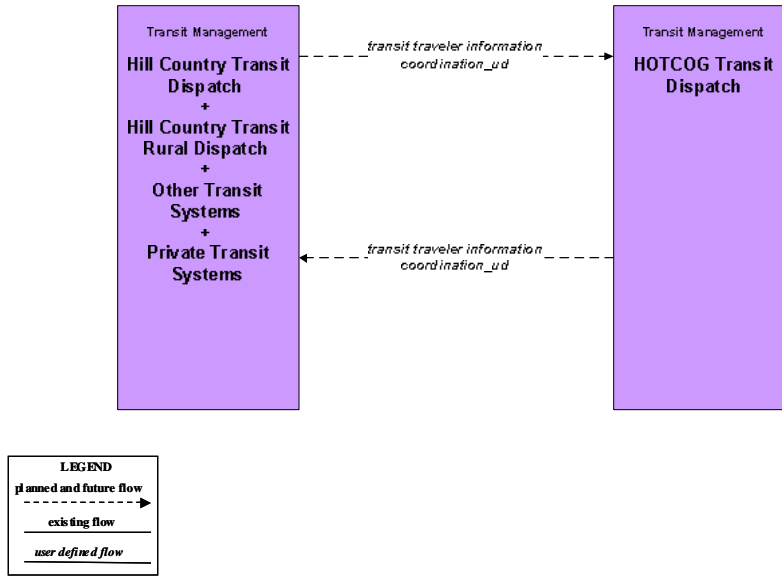 Transit Management
Hill Country Transit
Dispatch
+
Hill Country Transit
Rural Dispatch
+
Other Transit
Systems
+
Private Transit
Systems
transit traveler information
coordination_ud
transit traveler information
coordination_ud
Transit Management
HOTCOG Transit
Dispatch
LEGEND
planned and future flow
existing flow
user defined flow